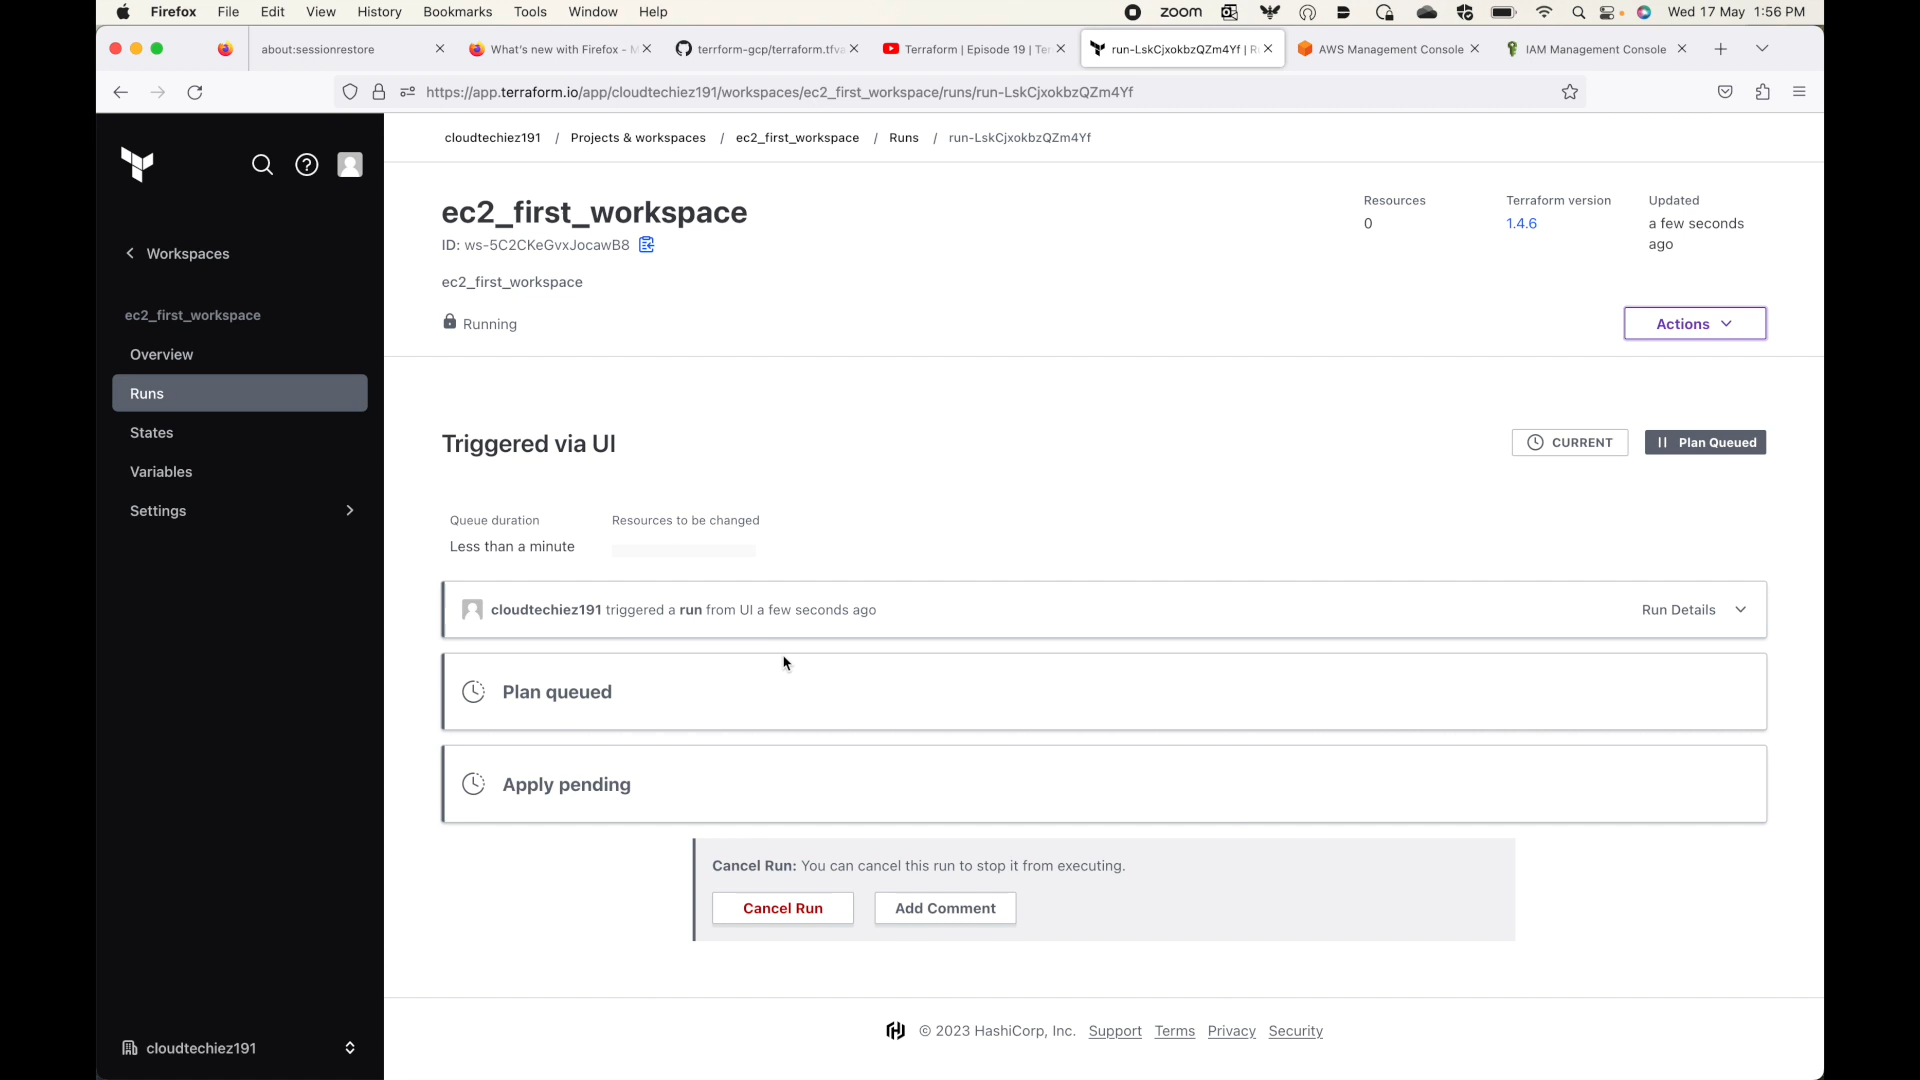 Firefox File Edit View History Bookmarks Tools Window Help zoom Wed 17 May 1:56 PM
about:sessionrestore What's new with Firefox - M terrform-gcp/terraform.tfva Terraform | Episode 19 | Ter run-LskCjxokbzQZm4Yf | R AWS Management Console IAM Management Console
https://app.terraform.io/app/cloudtechiez191/workspaces/ec2_first_workspace/runs/run-LskCjxokbzQZm4Yf
cloudtechiez191 / Projects & workspaces / ec2_first_workspace / Runs / run-LskCjxokbzQZm4Yf
Workspaces
ec2_first_workspace
Overview
Runs
States
Variables
Settings
cloudtechiez191
ec2_first_workspace
ID: ws-5C2CKeGvxJocawB8
ec2_first_workspace
Running
Resources
0
Terraform version
1.4.6
Updated
a few seconds
ago
Actions
Triggered via UI
CURRENT
Plan Queued
Queue duration
Less than a minute
Resources to be changed
cloudtechiez191 triggered a run from UI a few seconds ago
Run Details
Plan queued
Apply pending
Cancel Run: You can cancel this run to stop it from executing.
Cancel Run
Add Comment
© 2023 HashiCorp, Inc. Support Terms Privacy Security